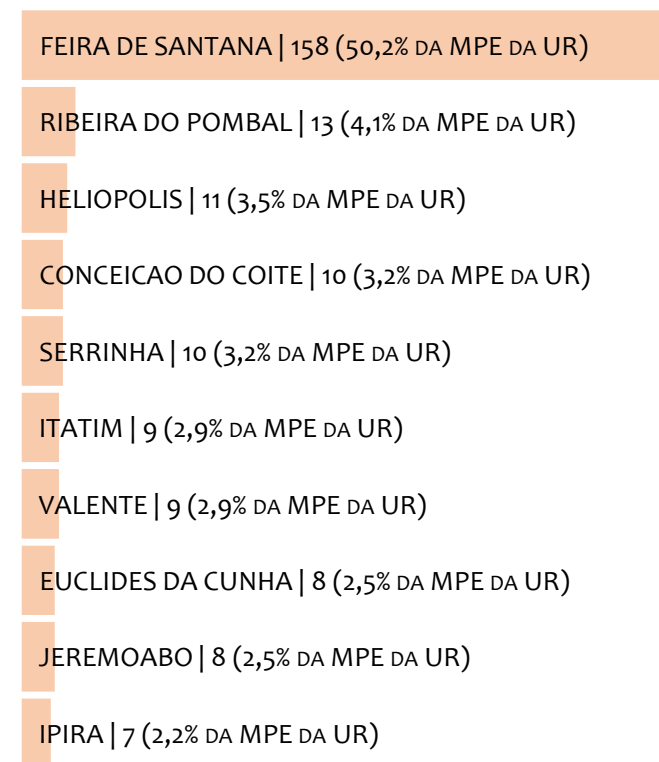 FEIRA DE SANTANA | 158 (50,2% DA MPE DA UR)
RIBEIRA DO POMBAL | 13 (4,1% DA MPE DA UR)
HELIOPOLIS | 11 (3,5% DA MPE DA UR)
CONCEICAO DO COITE | 10 (3,2% DA MPE DA UR)
SERRINHA | 10 (3,2% DA MPE DA UR)
ITATIM | 9 (2,9% DA MPE DA UR)
VALENTE | 9 (2,9% DA MPE DA UR)
EUCLIDES DA CUNHA | 8 (2,5% DA MPE DA UR)
JEREMOABO | 8 (2,5% DA MPE DA UR)
IPIRA | 7 (2,2% DA MPE DA UR)